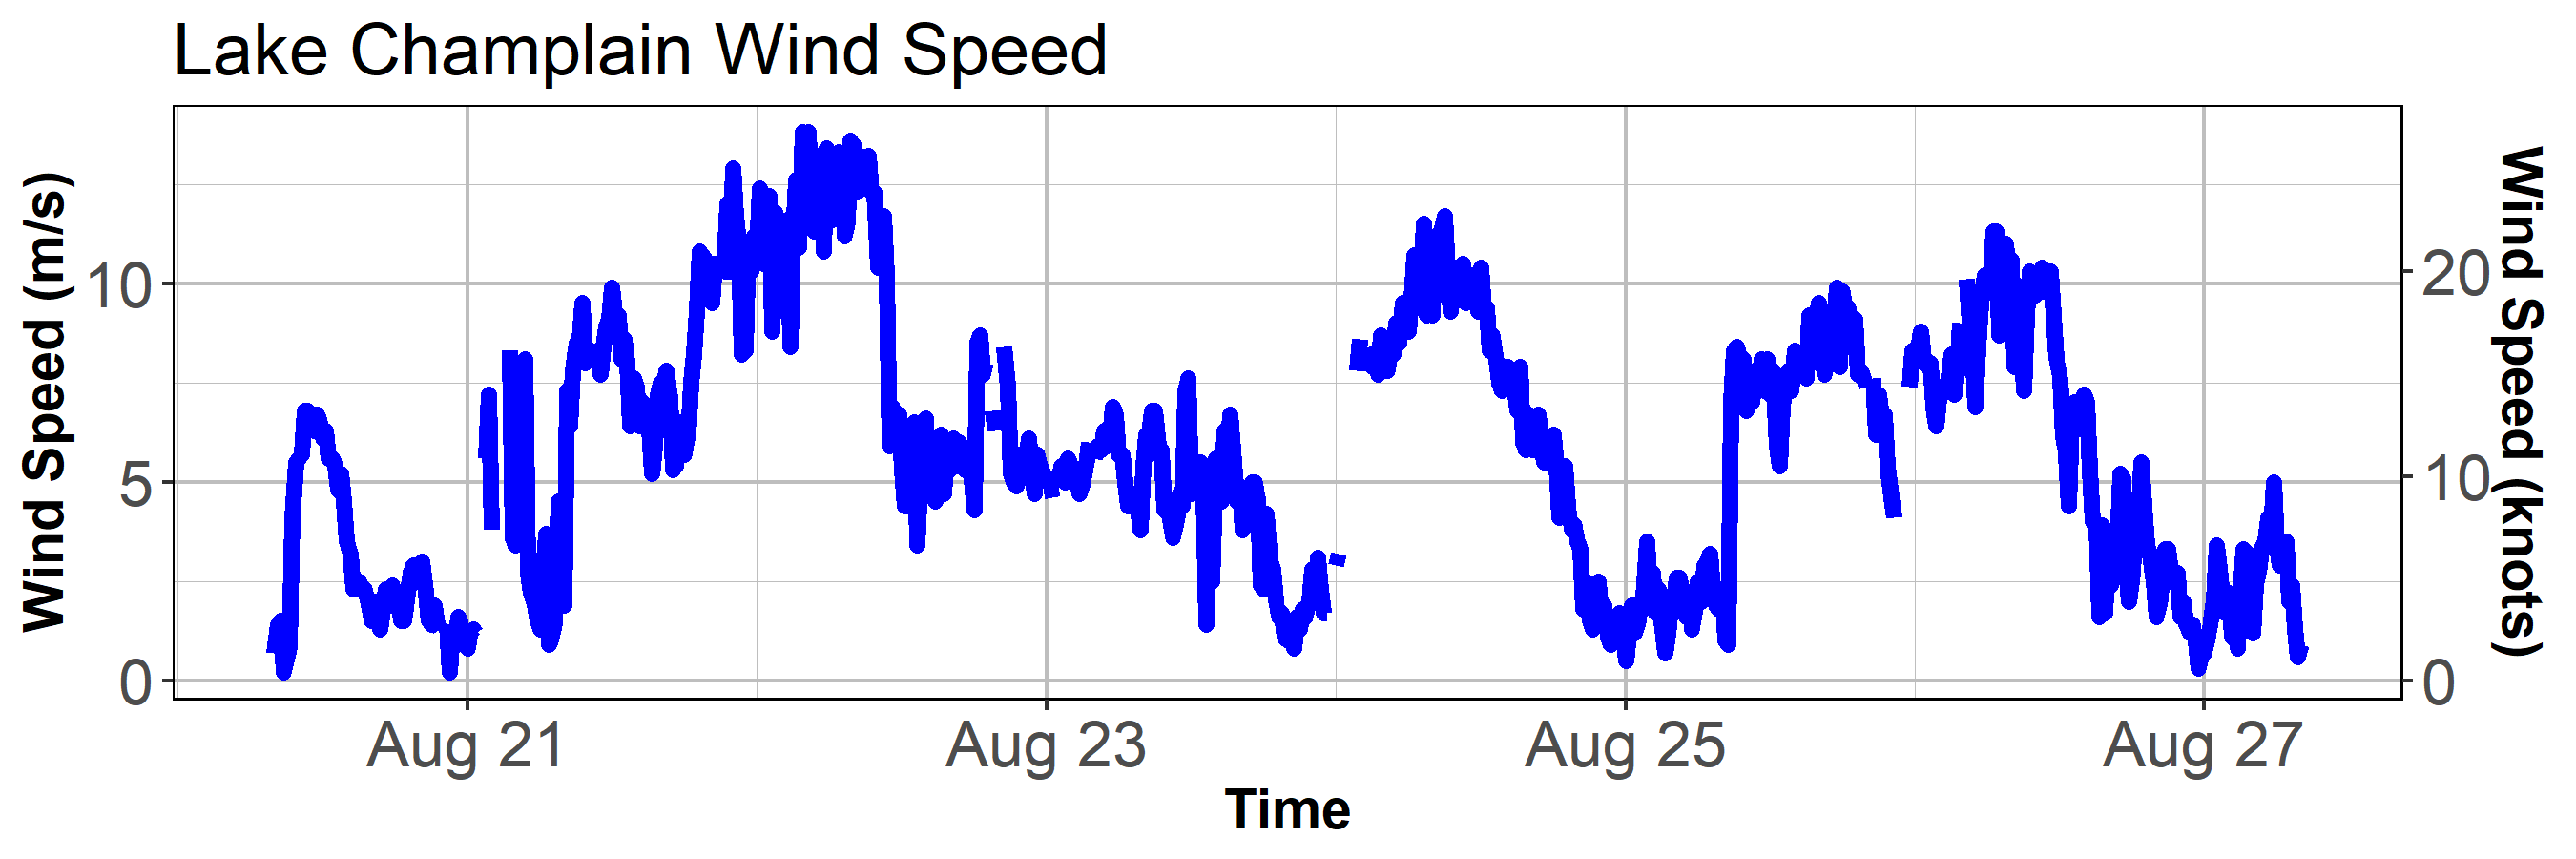 Lake Champlain Wind Speed
Wind Speed (m/s)
10
5
0
20
10
0
Wind Speed (knots)
Aug 21
Aug 23
Aug 25
Aug 27
Time